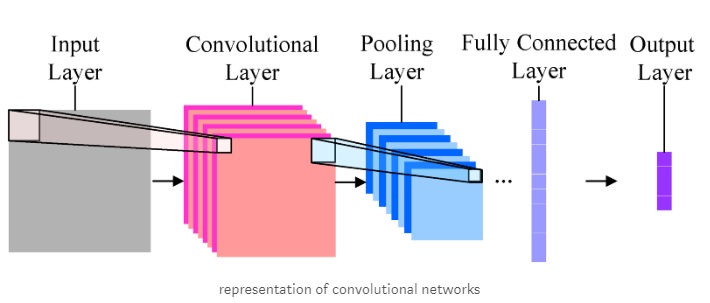 Input
Layer
Convolutional
Layer
Pooling
Layer
Fully Connected
Layer
Output
Layer
...
representation of convolutional networks